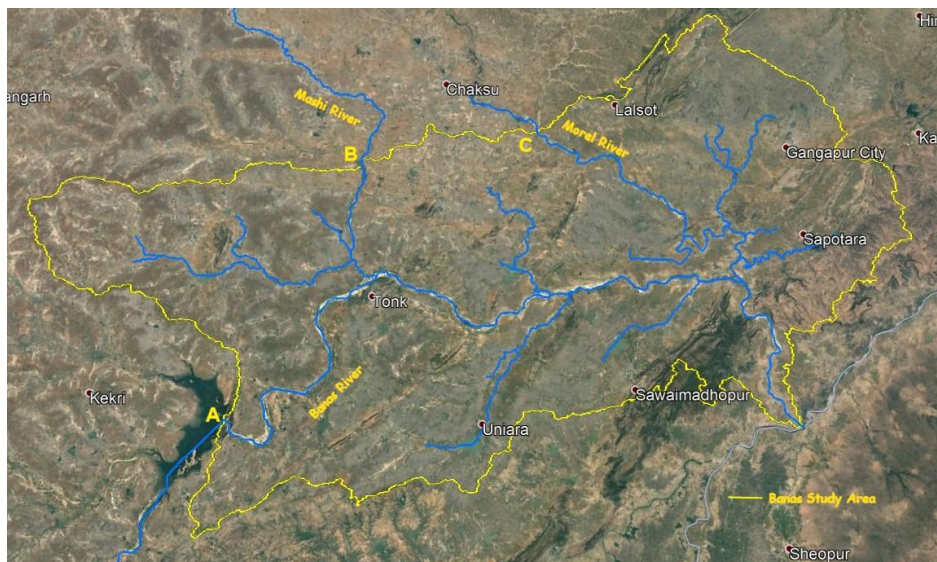 Hin
Chaksu
angarh
Mashi River
Lalsot
Morel River
Ka
C
B
Gangapur City
Sapotara
Tonk
Banas River
Kekri
Sawaimadhopur
A
Uniara
Banas Study Area
Sheopur